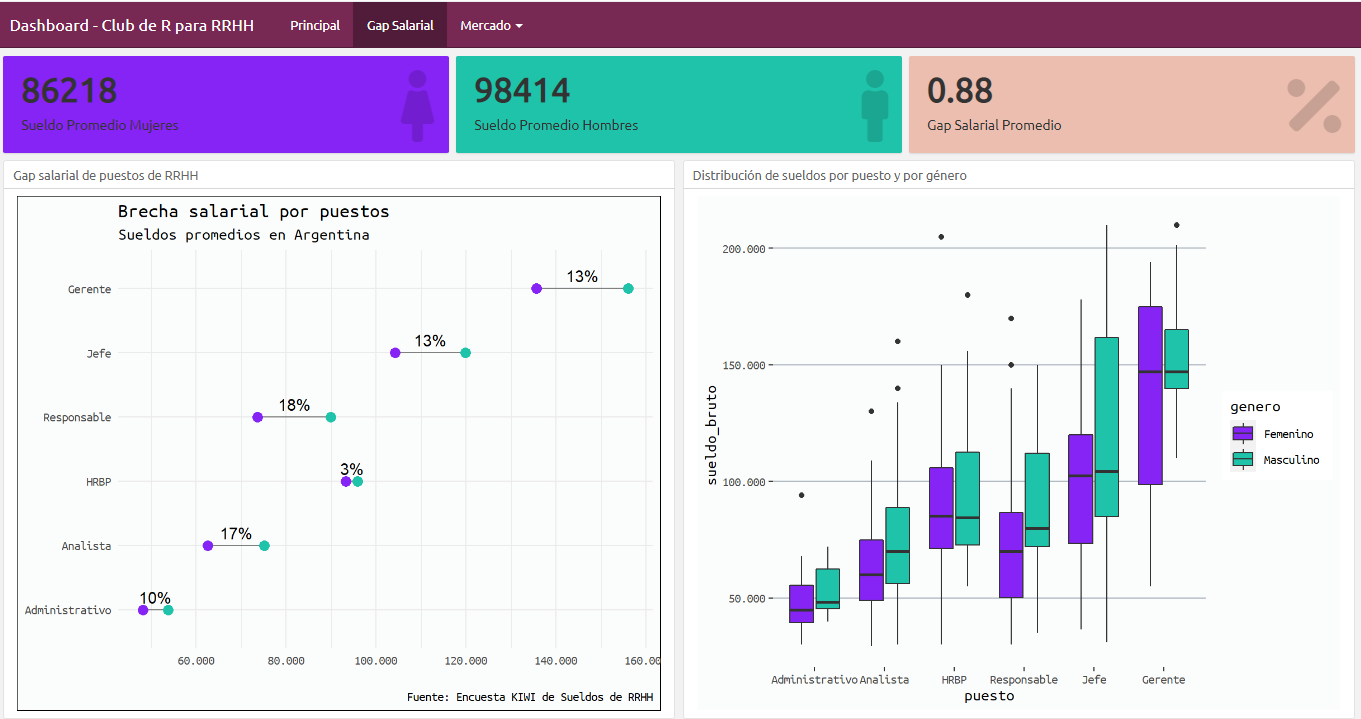 Dashboard - Club de R para RRHH Principal Gap Salarial Mercado
86218
Sueldo Promedio Mujeres
98414
Sueldo Promedio Hombres
0.88
Gap Salarial Promedio
Gap salarial de puestos de RRHH
Brecha salarial por puestos
Sueldos promedios en Argentina
Gerente
13%
Jefe
13%
Responsable
18%
HRBP
3%
Analista
17%
Administrativo
10%
60.000 80.000 100.000 120.000 140.000 160.000
Fuente: Encuesta KIWI de Sueldos de RRHH
Distribución de sueldos por puesto y por género
sueldo_bruto
200.000
150.000
100.000
50.000
Administrativo Analista HRBP Responsable Jefe Gerente
puesto
genero
Femenino
Masculino